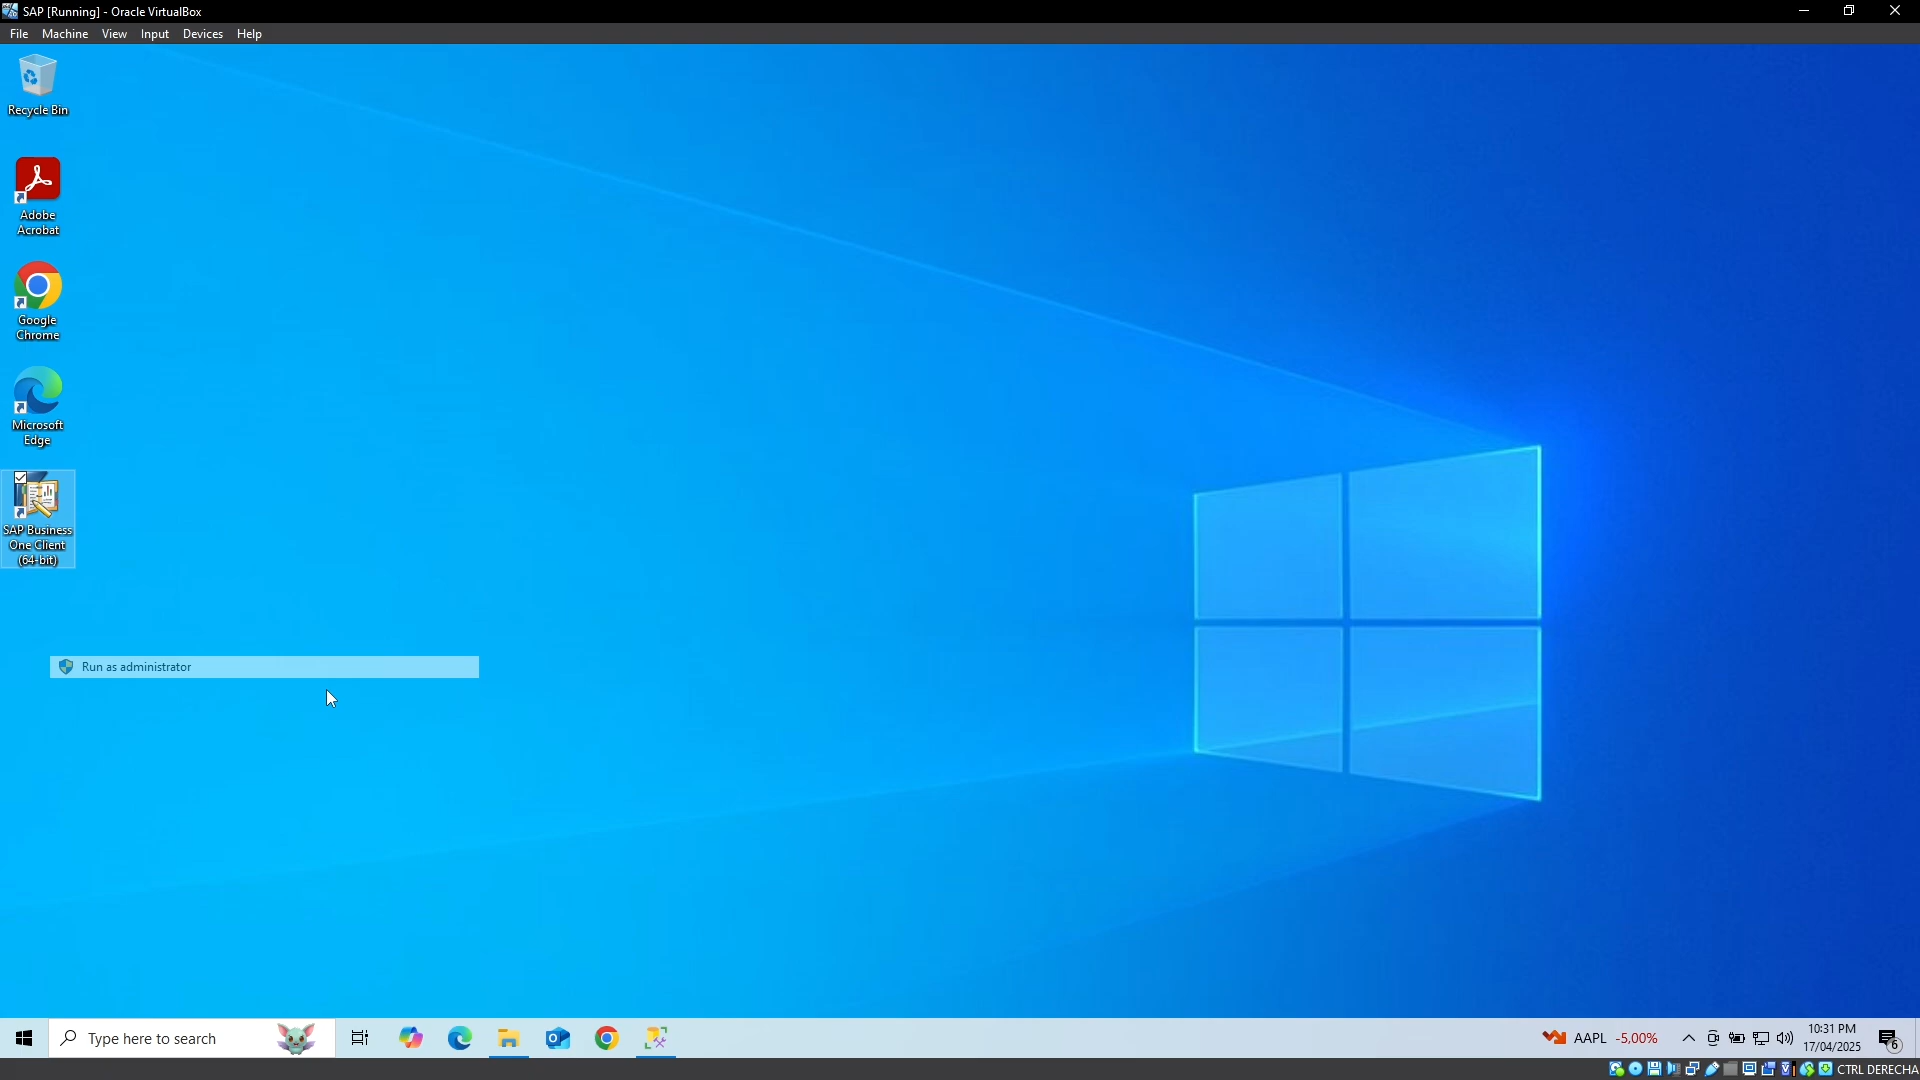 SAP [Running] - Oracle VirtualBox
File Machine View Input Devices Help
Recycle Bin
Adobe
Acrobat
Google
Chrome
Microsoft
Edge
SAP Business
One Client
(64-bit)
Run as administrator
Type here to search
AAPL -5,00%
10:31 PM
17/04/2025
6
CTRL DERECHA